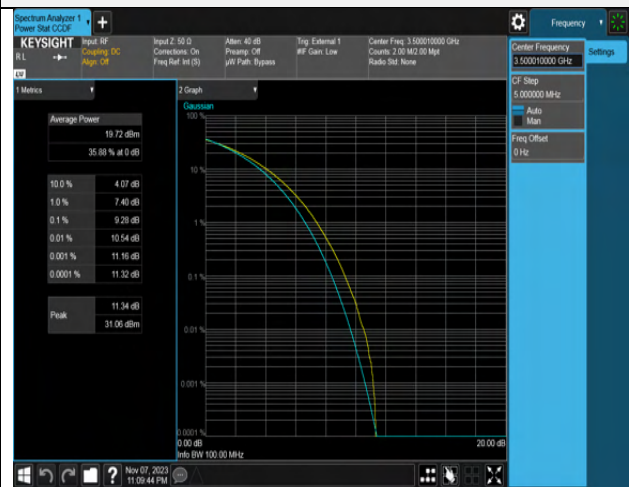 Spectrum Analyzer 1
Power Stat CCDF
+
Frequency
KEYSIGHT
RL
LW
Input: RF
Coupling: DC
Align: Off
Input Z: 50 Ω
Corrections: On
Freq Ref: Int (S)
Atten: 40 dB
Preamp: Off
µW Path: Bypass
Trig: External 1
#IF Gain: Low
Center Freq: 3.500010000 GHz
Counts: 2.00 M/2.00 Mpt
Radio Std: None
Center Frequency
3.500010000 GHz
Settings
CF Step
5.000000 MHz
Auto
Man
Freq Offset
0 Hz
1 Metrics
Average Power
19.72 dBm
35.88 % at 0 dB
10.0 % 4.07 dB
1.0 % 7.40 dB
0.1 % 9.28 dB
0.01 % 10.54 dB
0.001 % 11.16 dB
0.0001 % 11.32 dB
Peak
11.34 dB
31.06 dBm
2 Graph
Gaussian
100 %
10 %
1 %
0.1 %
0.01 %
0.001 %
0.0001 %
0.00 dB
20.00 dB
Info BW 100.00 MHz
?
Nov 07, 2023
11:09:44 PM